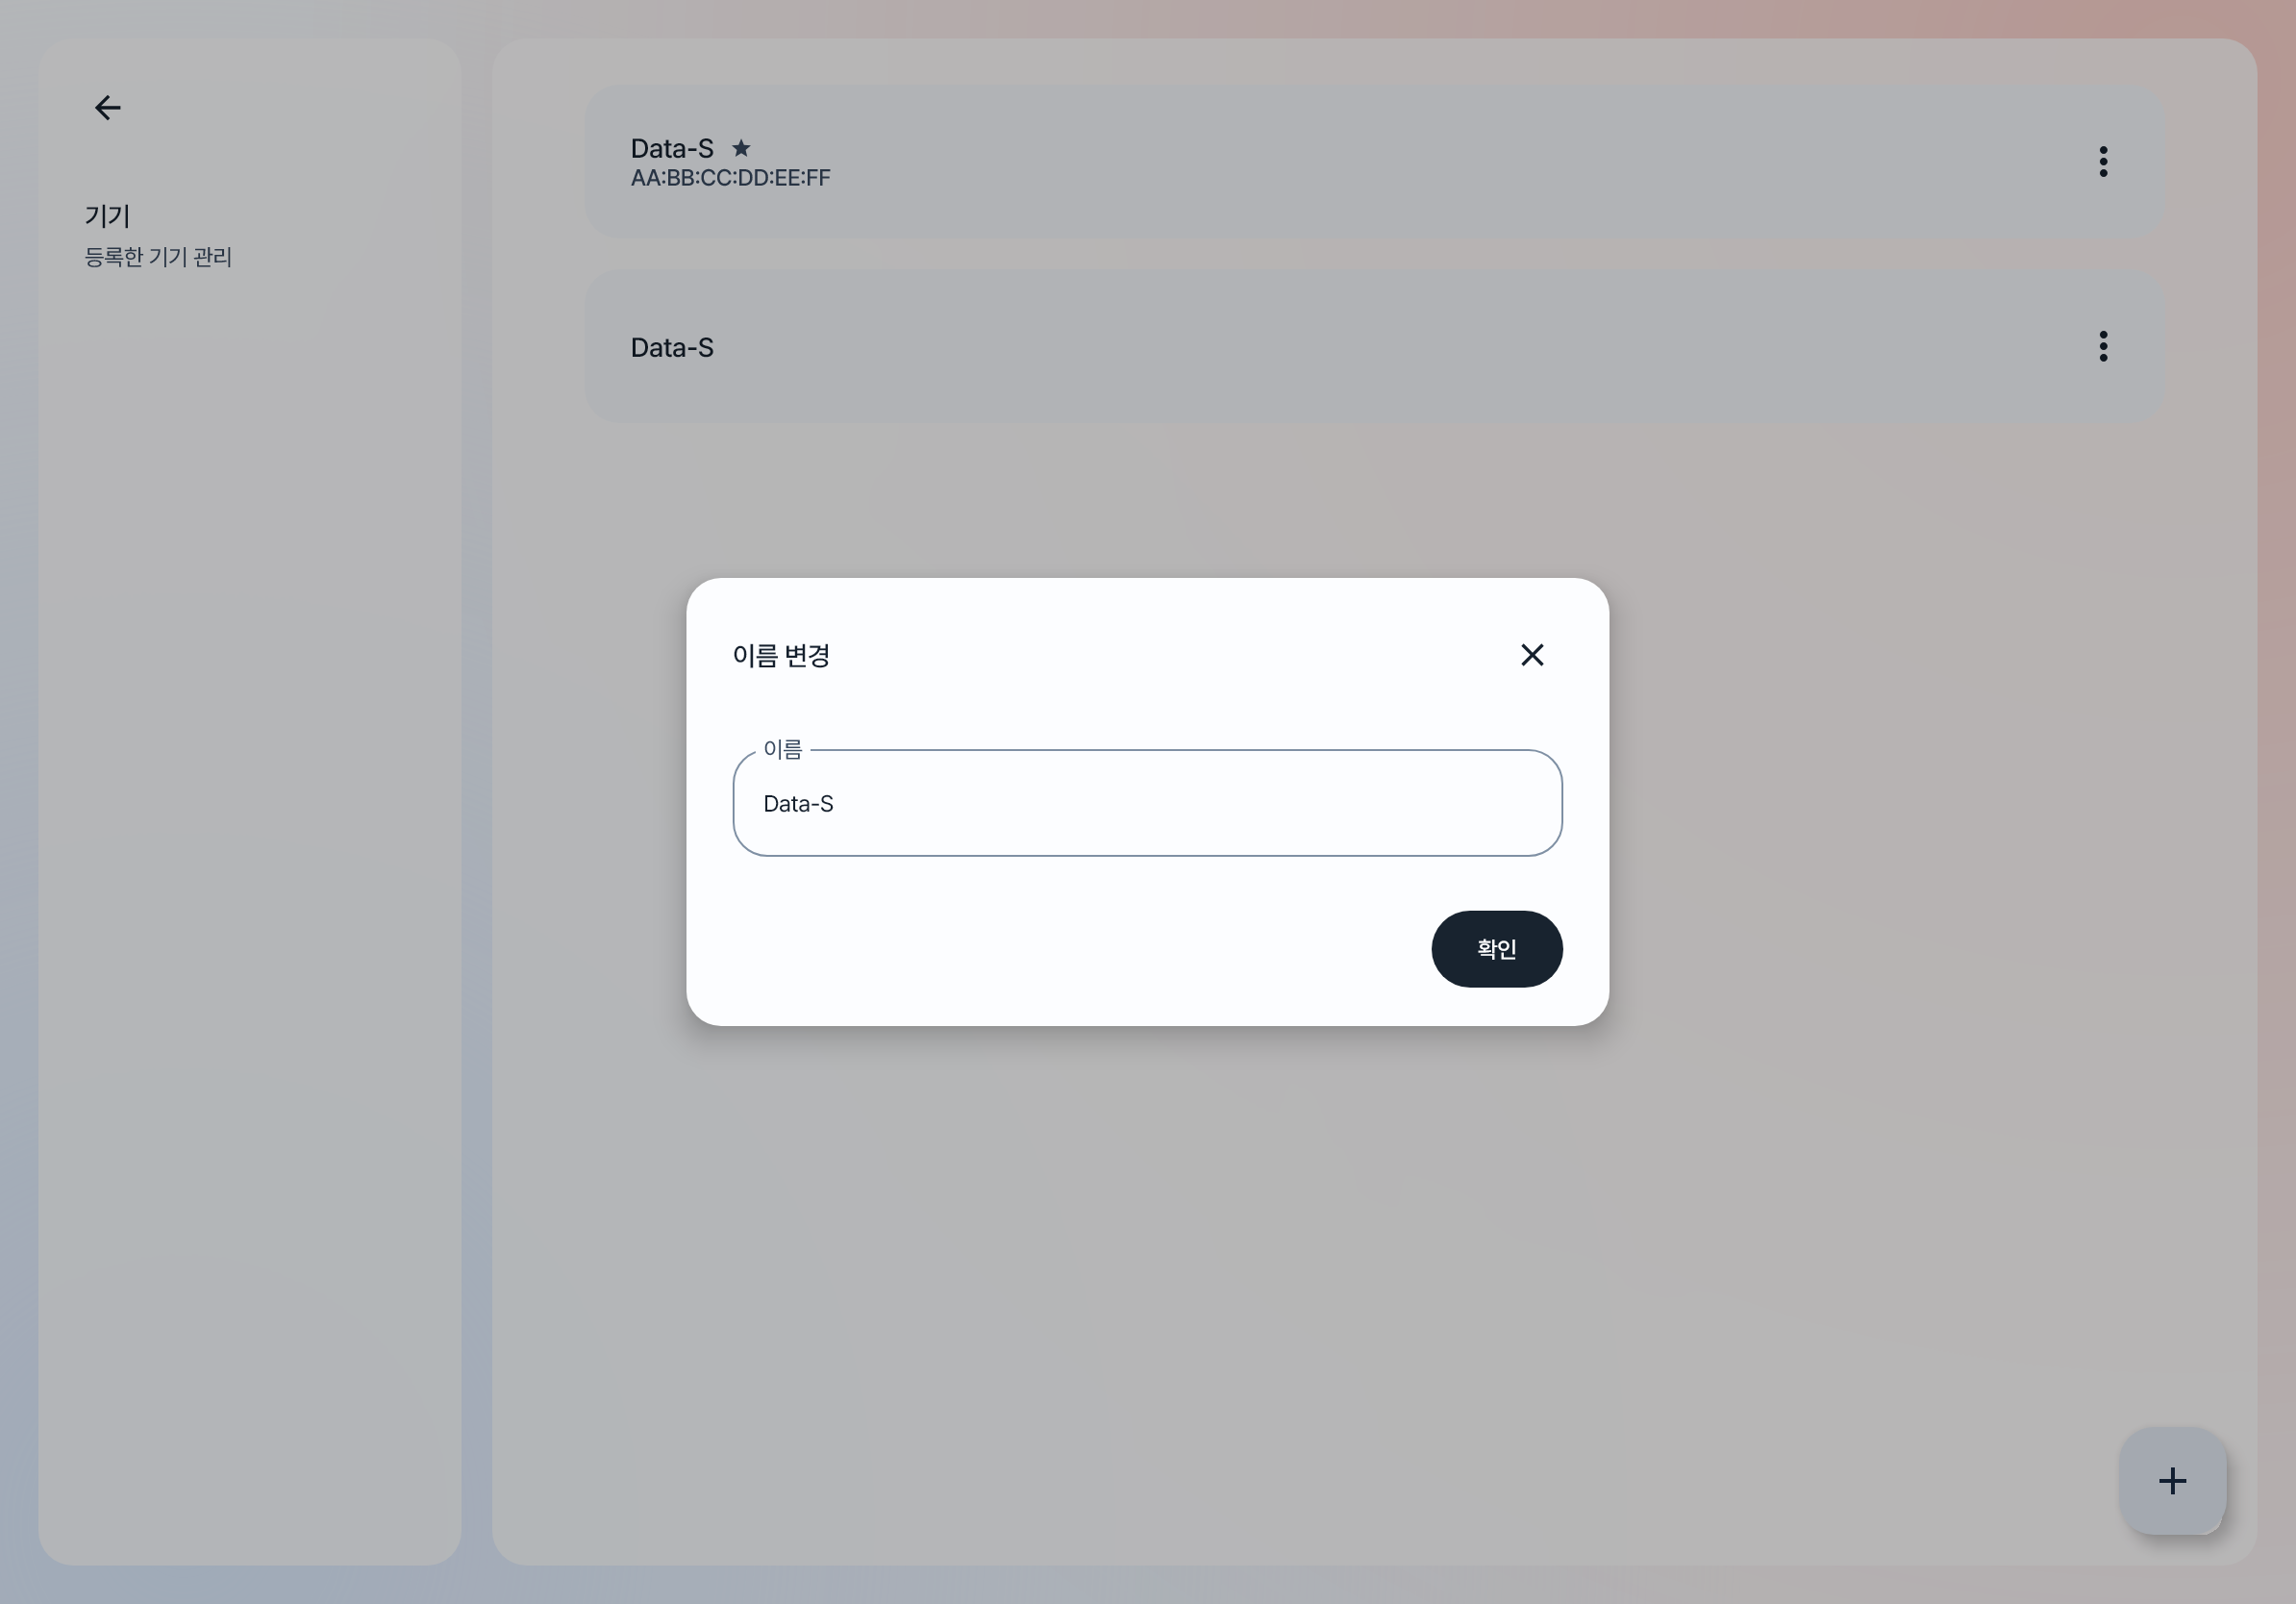 기기
등록한 기기 관리
Data-S
AA:BB:CC:DD:EE:FF
Data-S
이름 변경
이름
Data-S
확인